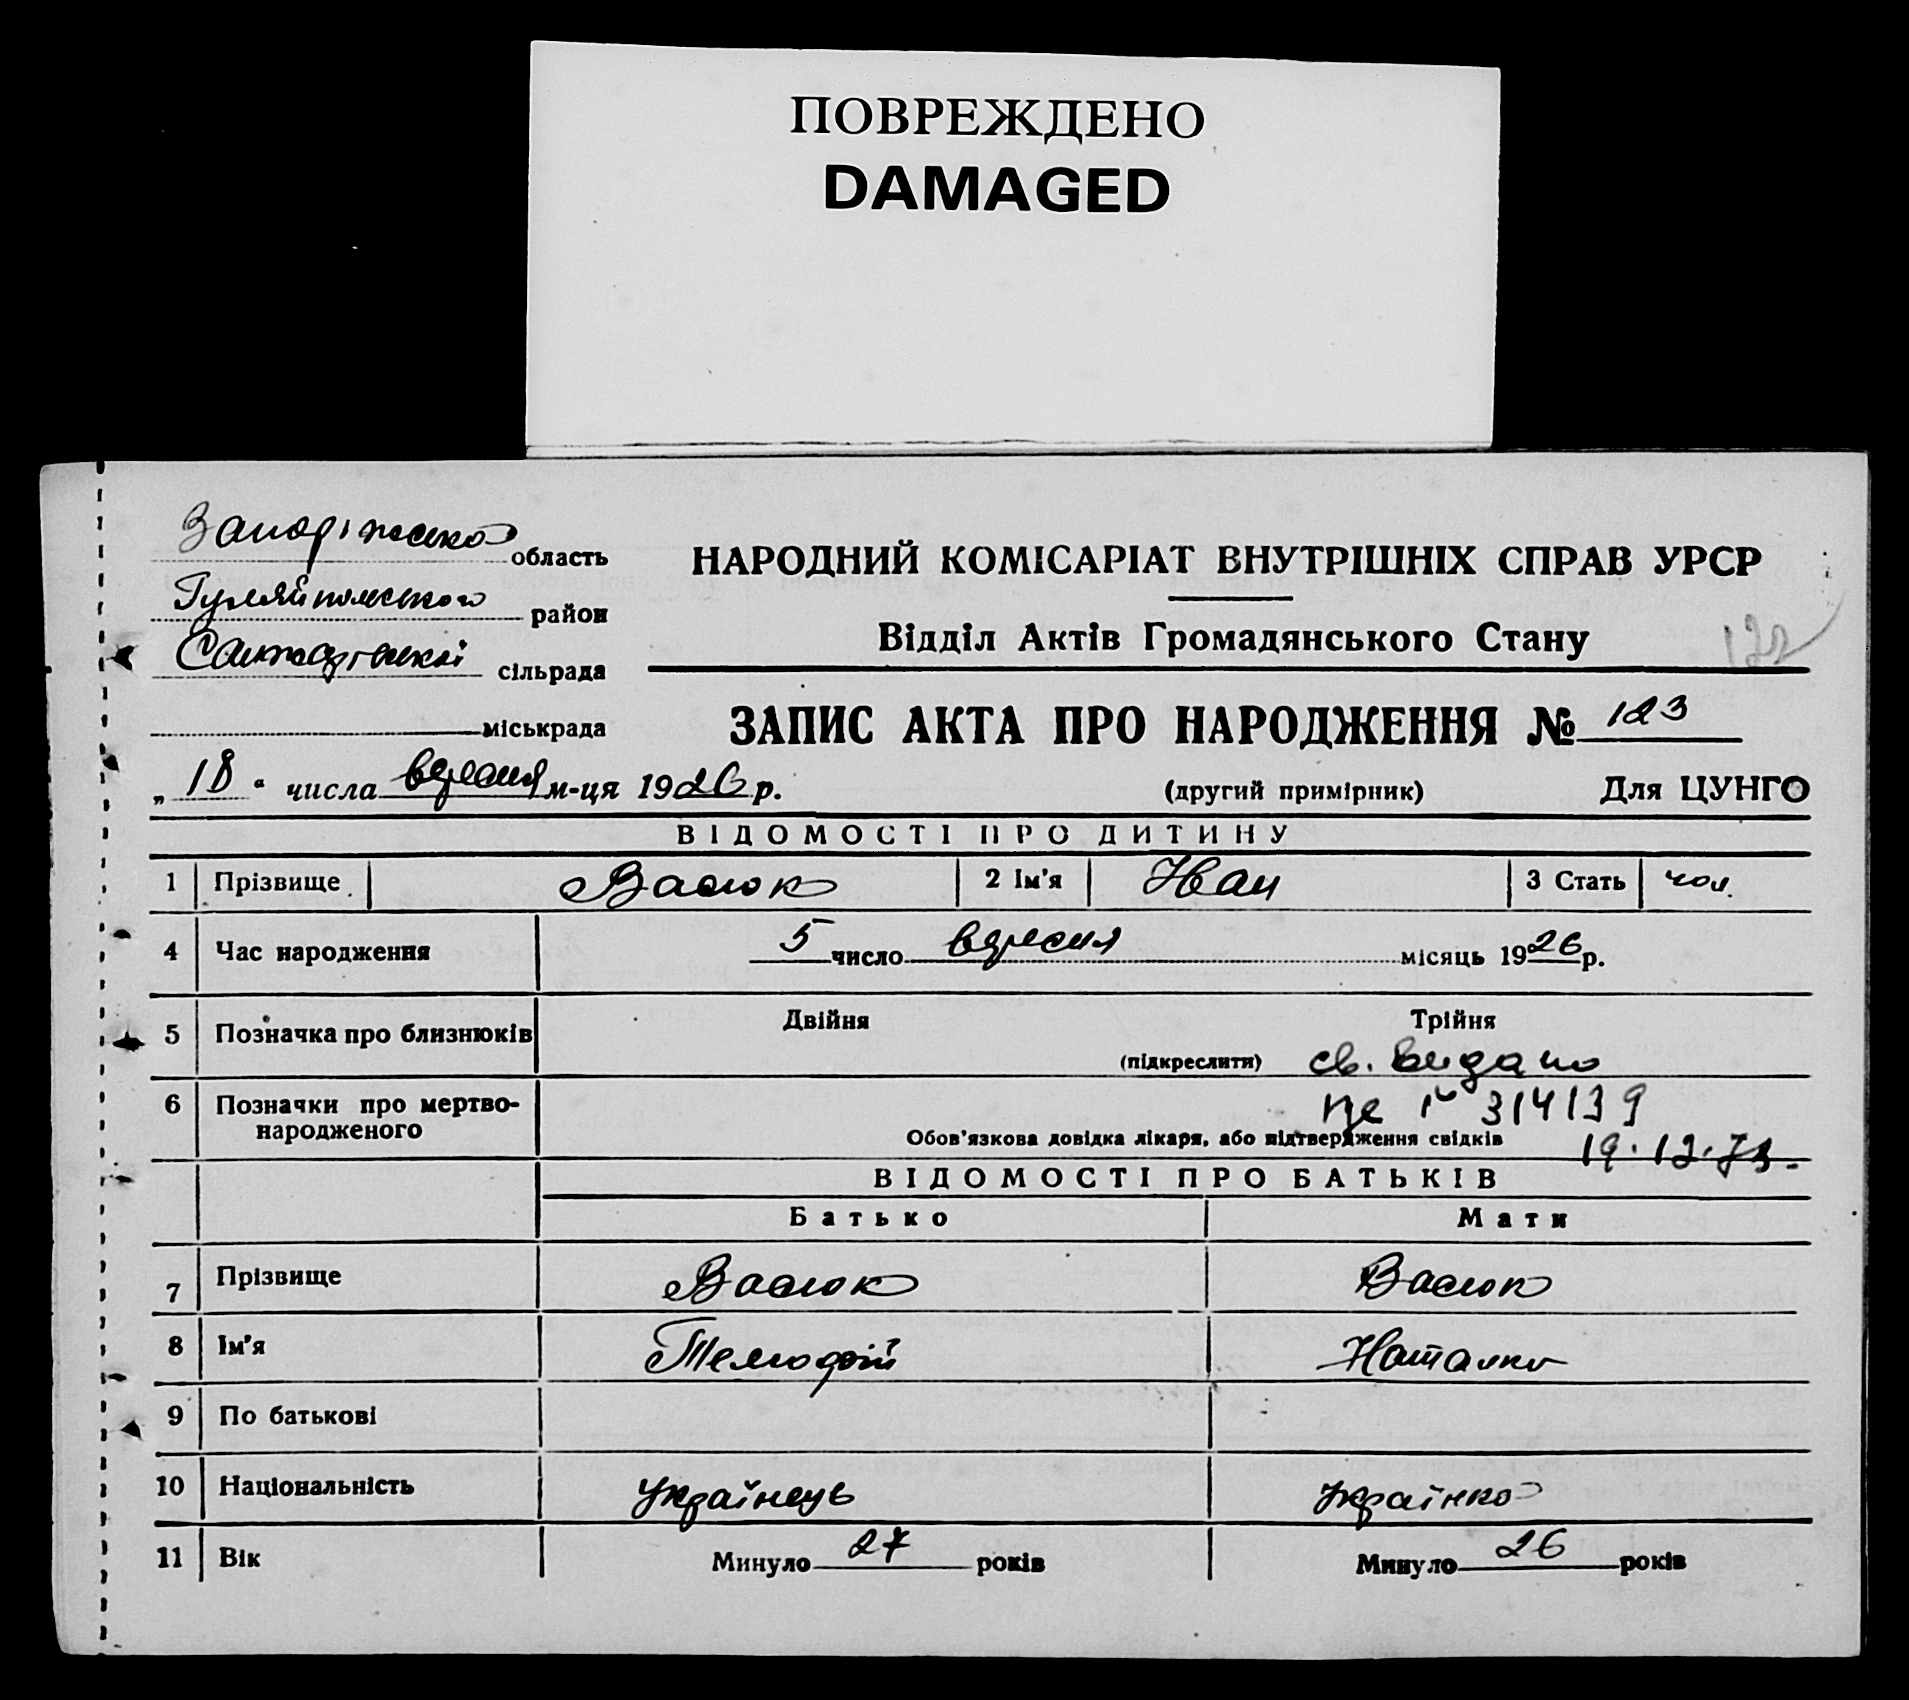 ПОВРЕЖДЕНО
DAMAGED
Запоріжська область
Гуляйпольського район
сільрада
міськрада
НАРОДНИЙ КОМІСАРІАТ ВНУТРІШНІХ СПРАВ УРСР
Відділ Актів Громадянського Стану
122
ЗАПИС АКТА ПРО НАРОДЖЕННЯ № 123
„ 18 “ числа вересня м-ця 1926 р.
(другий примірник) Для ЦУНГО
ВІДОМОСТІ ПРО ДИТИНУ
1 Прізвище Васюк 2 Ім'я Иван 3 Стать чол.
4 Час народження 5 число вересня місяць 1926 р.
5 Позначка про близнюків Двійня Трійня
(підкреслити) св. видано
6 Позначки про мертво-народженого № 314139
Обов'язкова довідка лікаря, або підтвердження свідків 19.12.73.
ВІДОМОСТІ ПРО БАТЬКІВ
Батько Мати
7 Прізвище Васюк Васюк
8 Ім'я Наталка
9 По батькові
10 Національність Українець Українка
11 Вік Минуло 27 років Минуло 26 років